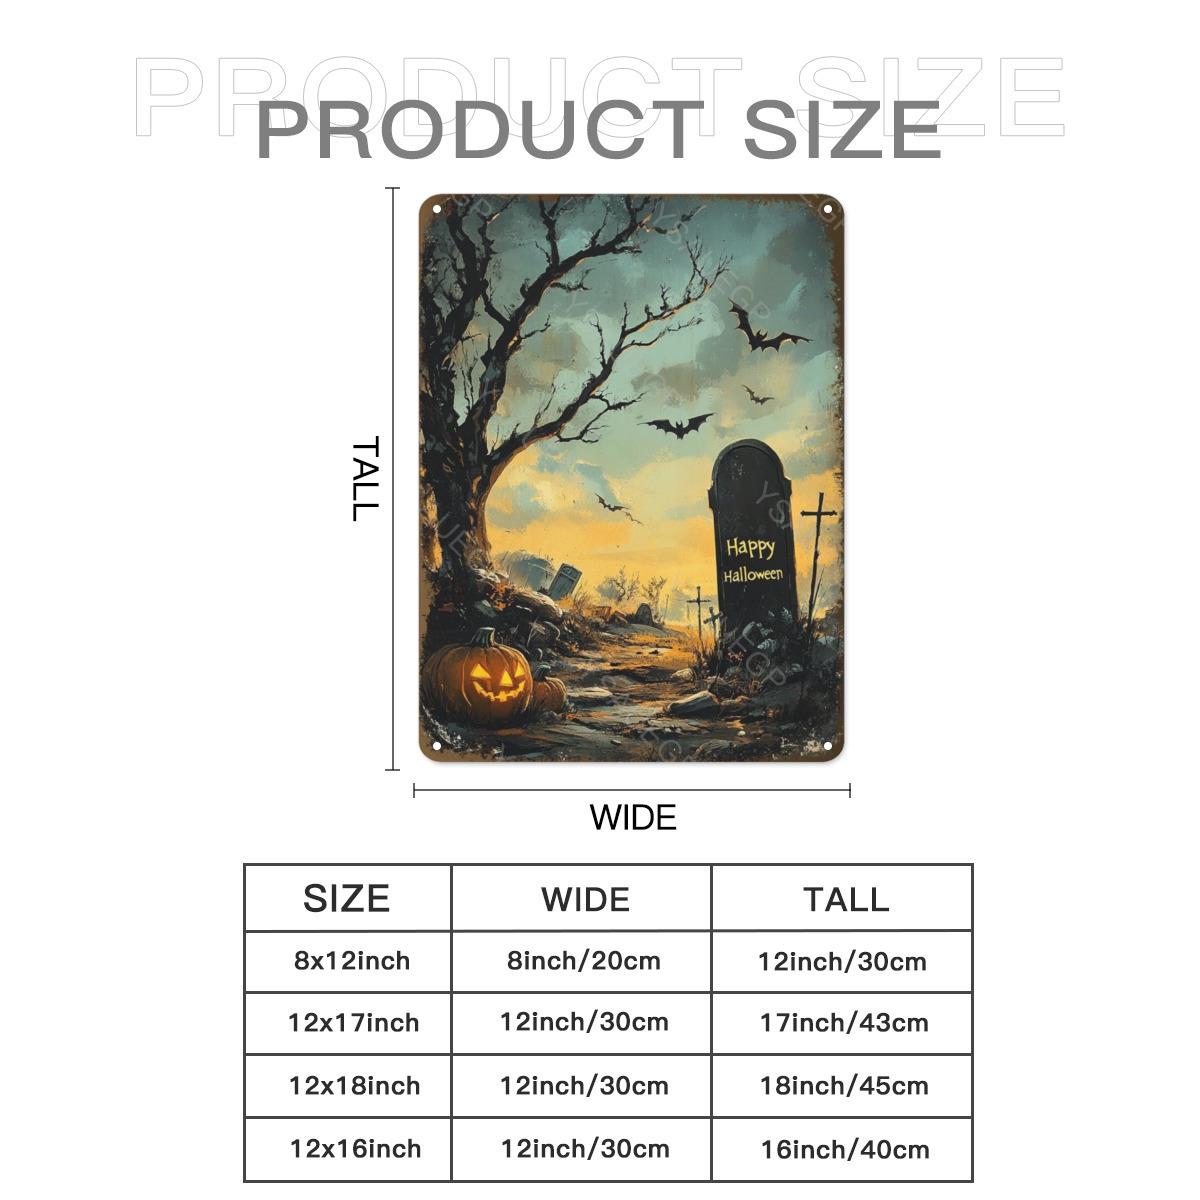 PRODUCT SIZE
PRODUCT SIZE
TALL
Happy
Halloween
WIDE
SIZE WIDE TALL
8x12inch 8inch/20cm 12inch/30cm
12x17inch 12inch/30cm 17inch/43cm
12x18inch 12inch/30cm 18inch/45cm
12x16inch 12inch/30cm 16inch/40cm